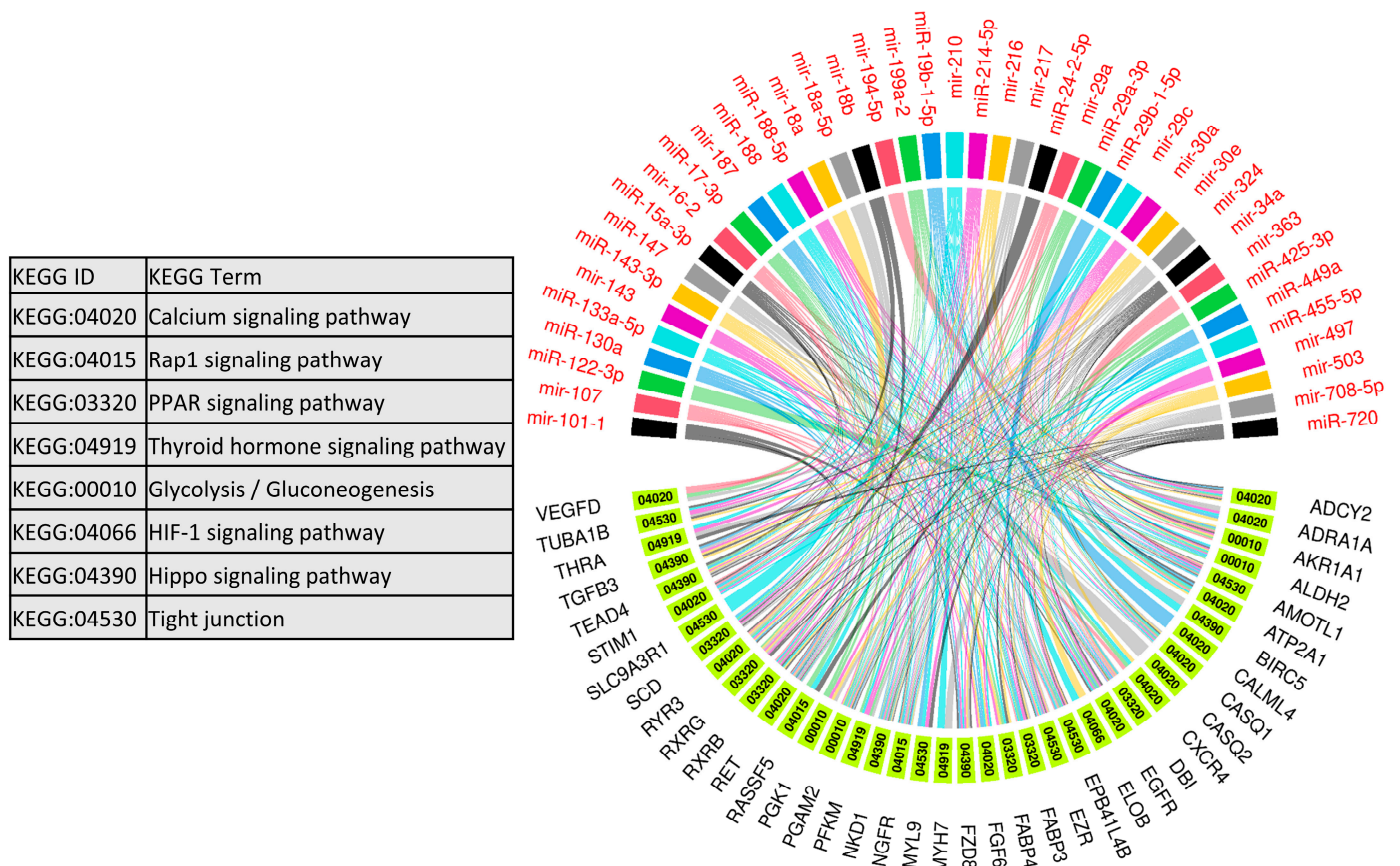 KEGG ID KEGG Term
KEGG:04020 Calcium signaling pathway
KEGG:04015 Rap1 signaling pathway
KEGG:03320 PPAR signaling pathway
KEGG:04919 Thyroid hormone signaling pathway
KEGG:00010 Glycolysis / Gluconeogenesis
KEGG:04066 HIF-1 signaling pathway
KEGG:04390 Hippo signaling pathway
KEGG:04530 Tight junction
mir-101-1
mir-107
miR-122-3p
miR-130a
miR-133a-5p
mir-143
miR-143-3p
miR-147
miR-15a-3p
mir-16-2
miR-17-3p
mir-187
mir-188
miR-188-5p
mir-18a
miR-18a-5p
mir-18b
mir-194-5p
mir-199a-2
miR-19b-1-5p
mir-210
miR-214-5p
mir-216
mir-217
miR-24-2-5p
mir-29a
miR-29a-3p
miR-29b-1-5p
mir-29c
mir-30a
mir-30e
mir-324
mir-34a
mir-363
miR-425-3p
miR-449a
miR-455-5p
mir-497
mir-503
mir-708-5p
miR-720
04020 ADCY2
04020 ADRA1A
00010 AKR1A1
00010 ALDH2
04530 AMOTL1
04020 ATP2A1
04390 BIRC5
04020 CALML4
04020 CASQ1
04020 CASQ2
04020 CXCR4
03320 DBI
04020 EGFR
04066 ELOB
04530 EPB41L4B
04530 EZR
03320 FABP3
03320 FABP4
04020 FGF6
04390 FZD8
04919 MYH7
04530 MYL9
04015 NGFR
04390 NKD1
04919 PFKM
00010 PGAM2
00010 PGK1
04015 RASSF5
04020 RET
03320 RXRB
03320 RXRG
04020 RYR3
03320 SCD
04530 SLC9A3R1
04020 STIM1
04390 TEAD4
04390 TGFB3
04919 THRA
04530 TUBA1B
04020 VEGFD